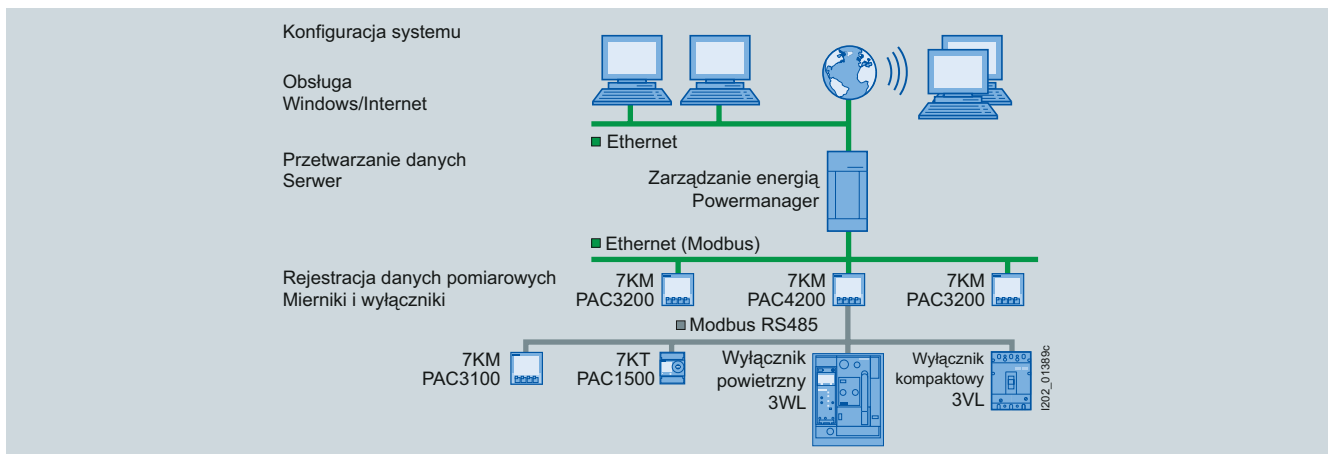 Konfiguracja systemu
Obsługa
Windows/Internet
Ethernet
Przetwarzanie danych
Serwer
Zarządzanie energią
Powermanager
Ethernet (Modbus)
Rejestracja danych pomiarowych
Mierniki i wyłączniki
7KM
PAC3200
7KM
PAC4200
7KM
PAC3200
Modbus RS485
7KM
PAC3100
7KT
PAC1500
Wyłącznik
powietrzny
3WL
Wyłącznik
kompaktowy
3VL
I202_01389c